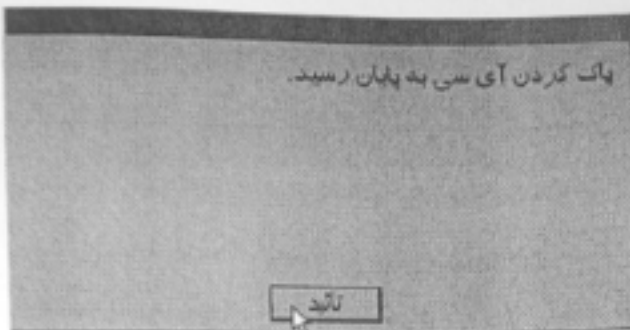 پاک کردن آی سی به پایان رسید.
تائید